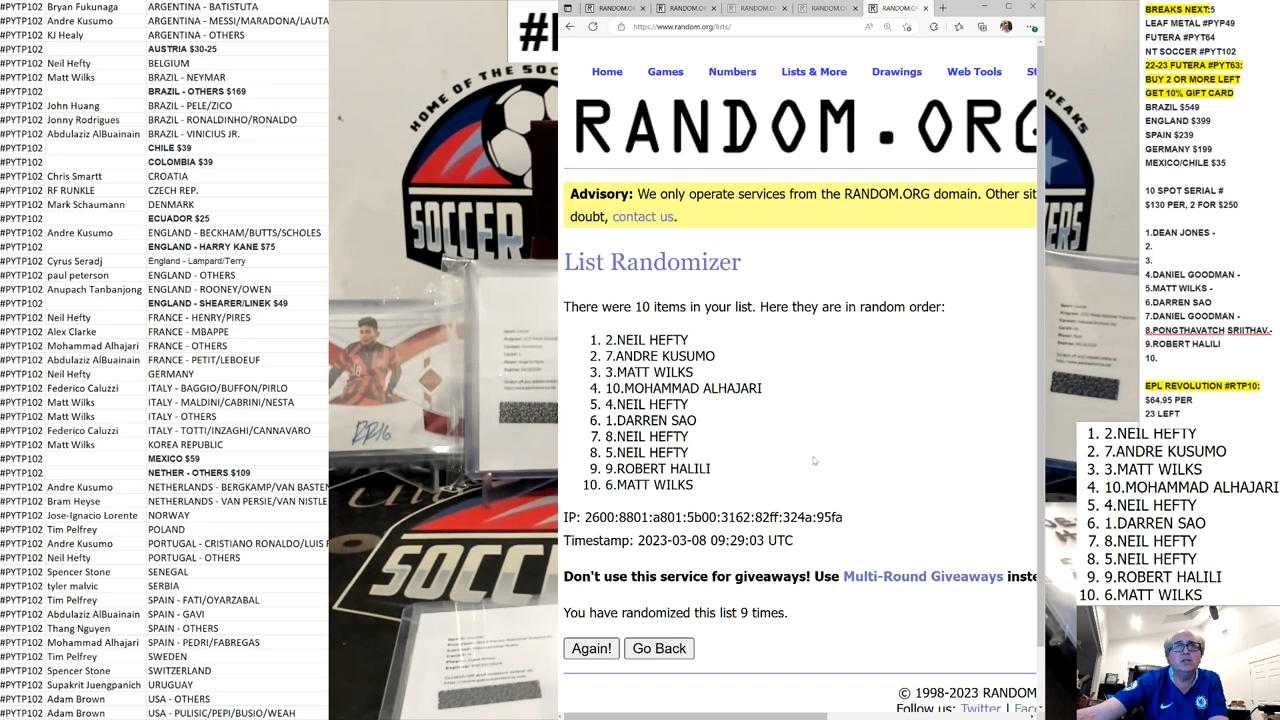 #PYTP102 Bryan Fukunaga ARGENTINA - BATISTUTA
#PYTP102 Andre Kusumo ARGENTINA - MESSI/MARADONA/LAUTA
#PYTP102 KJ Healy ARGENTINA - OTHERS
#PYTP102 AUSTRIA $30-25
#PYTP102 Neil Hefty BELGIUM
#PYTP102 Matt Wilks BRAZIL - NEYMAR
#PYTP102 BRAZIL - OTHERS $169
#PYTP102 John Huang BRAZIL - PELE/ZICO
#PYTP102 Jonny Rodrigues BRAZIL - RONALDINHO/RONALDO
#PYTP102 Abdulaziz AlBuainain BRAZIL - VINICIUS JR.
#PYTP102 CHILE $39
#PYTP102 COLOMBIA $39
#PYTP102 Chris Smartt CROATIA
#PYTP102 RF RUNKLE CZECH REP.
#PYTP102 Mark Schaumann DENMARK
#PYTP102 ECUADOR $25
#PYTP102 Andre Kusumo ENGLAND - BECKHAM/BUTTS/SCHOLES
#PYTP102 ENGLAND - HARRY KANE $75
#PYTP102 Cyrus Seradj England - Lampard/Terry
#PYTP102 paul peterson ENGLAND - OTHERS
#PYTP102 Anupach Tanbanjong ENGLAND - ROONEY/OWEN
#PYTP102 ENGLAND - SHEARER/LINEK $49
#PYTP102 Neil Hefty FRANCE - HENRY/PIRES
#PYTP102 Alex Clarke FRANCE - MBAPPE
#PYTP102 Mohammad Alhajari FRANCE - OTHERS
#PYTP102 Abdulaziz AlBuainain FRANCE - PETIT/LEBOEUF
#PYTP102 Neil Hefty GERMANY
#PYTP102 Federico Caluzzi ITALY - BAGGIO/BUFFON/PIRLO
#PYTP102 Matt Wilks ITALY - MALDINI/CABRINI/NESTA
#PYTP102 Matt Wilks ITALY - OTHERS
#PYTP102 Federico Caluzzi ITALY - TOTTI/INZAGHI/CANNAVARO
#PYTP102 Matt Wilks KOREA REPUBLIC
#PYTP102 MEXICO $59
#PYTP102 NETHER - OTHERS $109
#PYTP102 Andre Kusumo NETHERLANDS - BERGKAMP/VAN BASTEN
#PYTP102 Bram Heyse NETHERLANDS - VAN PERSIE/VAN NISTLE
#PYTP102 Jose-Ignacio Lorente NORWAY
#PYTP102 Tim Pelfrey POLAND
#PYTP102 Andre Kusumo PORTUGAL - CRISTIANO RONALDO/LUIS F
#PYTP102 Neil Hefty PORTUGAL - OTHERS
#PYTP102 Spencer Stone SENEGAL
#PYTP102 tyler malvic SERBIA
#PYTP102 Tim Pelfrey SPAIN - FATI/OYARZABAL
#PYTP102 Abdulaziz AlBuainain SPAIN - GAVI
#PYTP102 Thang Nguyen SPAIN - OTHERS
#PYTP102 Mohammad Alhajari SPAIN - PEDRI/FABREGAS
#PYTP102 Tim Pelfrey SWEDEN
#PYTP102 Spencer Stone SWITZERLAND
#PYTP102 Supakrit Juengpanich URUGUAY
#PYTP102 Adam Brown USA - OTHERS
#PYTP102 Adam Brown USA - PULISIC/PEPI/BUSIO/WEAH
HOME OF THE SOC
SOCCER
SOCCE
RANDOM.OR
https://www.random.org/lists/
Home Games Numbers Lists & More Drawings Web Tools St
RANDOM.ORG
Advisory: We only operate services from the RANDOM.ORG domain. Other sit
doubt, contact us.
List Randomizer
There were 10 items in your list. Here they are in random order:
1. 2.NEIL HEFTY
2. 7.ANDRE KUSUMO
3. 3.MATT WILKS
4. 10.MOHAMMAD ALHAJARI
5. 4.NEIL HEFTY
6. 1.DARREN SAO
7. 8.NEIL HEFTY
8. 5.NEIL HEFTY
9. 9.ROBERT HALILI
10. 6.MATT WILKS
IP: 2600:8801:a801:5b00:3162:82ff:324a:95fa
Timestamp: 2023-03-08 09:29:03 UTC
Don't use this service for giveaways! Use Multi-Round Giveaways inste
You have randomized this list 9 times.
Again! Go Back
© 1998-2023 RANDOM
Follow us: Twitter | Fac
REAKS
ERS
BREAKS NEXT:5
LEAF METAL #PYP49
FUTERA #PYT64
NT SOCCER #PYT102
22-23 FUTERA #PYT63:
BUY 2 OR MORE LEFT
GET 10% GIFT CARD
BRAZIL $549
ENGLAND $399
SPAIN $239
GERMANY $199
MEXICO/CHILE $35
10 SPOT SERIAL #
$130 PER, 2 FOR $250
1.DEAN JONES -
2.
3.
4.DANIEL GOODMAN -
5.MATT WILKS -
6.DARREN SAO
7.DANIEL GOODMAN -
8.PONGTHAVATCH SRIITHAV.-
9.ROBERT HALILI
10.
EPL REVOLUTION #RTP10:
$64.95 PER
23 LEFT
1. 2.NEIL HEFTY
2. 7.ANDRE KUSUMO
3. 3.MATT WILKS
4. 10.MOHAMMAD ALHAJARI
5. 4.NEIL HEFTY
6. 1.DARREN SAO
7. 8.NEIL HEFTY
8. 5.NEIL HEFTY
9. 9.ROBERT HALILI
10. 6.MATT WILKS